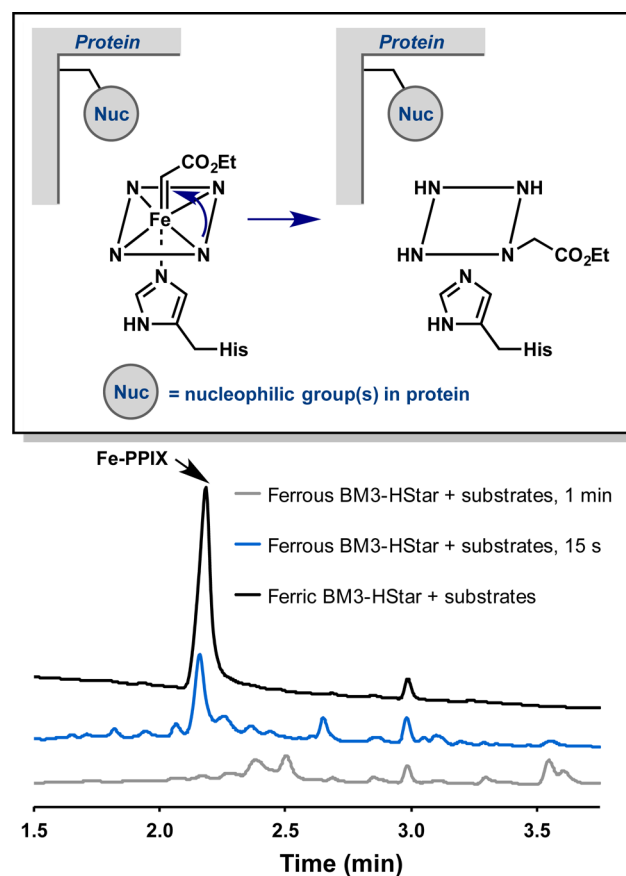 Protein
Protein
Nuc
Nuc
CO2Et
N
N
Fe
N
N
N
HN
His
HN
NH
HN
N
CO2Et
N
HN
His
Nuc = nucleophilic group(s) in protein
Fe-PPIX
Ferrous BM3-HStar + substrates, 1 min
Ferrous BM3-HStar + substrates, 15 s
Ferric BM3-HStar + substrates
1.5 2.0 2.5 3.0 3.5
Time (min)